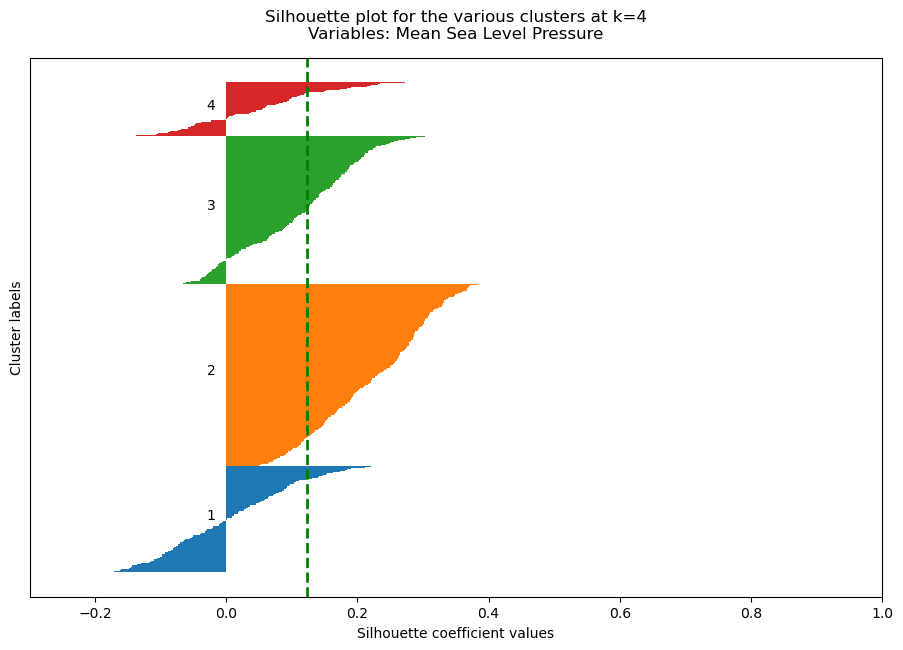 Silhouette plot for the various clusters at k=4
Variables: Mean Sea Level Pressure
4
3
2
1
Cluster labels
−0.2
0.0
0.2
0.4
0.6
0.8
1.0
Silhouette coefficient values